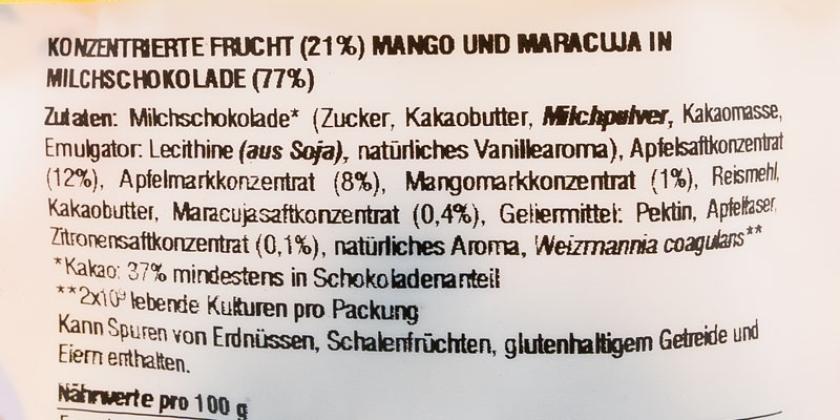 KONZENTRIERTE FRUCHT (21%) MANGO UND MARACUJA IN
MILCHSCHOKOLADE (77%)
Zutaten: Milchschokolade* (Zucker, Kakaobutter, Milchpulver, Kakaomasse,
Emulgator: Lecithine (aus Soja), natürliches Vanillearoma), Apfelsaftkonzentrat
(12%), Apfelmarkkonzentrat (8%), Mangomarkkonzentrat (1%), Reismehl,
Kakaobutter, Maracujasaftkonzentrat (0,4%), Geliermittel: Pektin, Apfelfaser,
Zitronensaftkonzentrat (0,1%), natürliches Aroma, Weizmannia coagulans**
*Kakao: 37% mindestens in Schokoladenanteil
**2x10⁹ lebende Kulturen pro Packung
Kann Spuren von Erdnüssen, Schalenfrüchten, glutenhaltigem Getreide und
Eiern enthalten.
Nährwerte pro 100 g